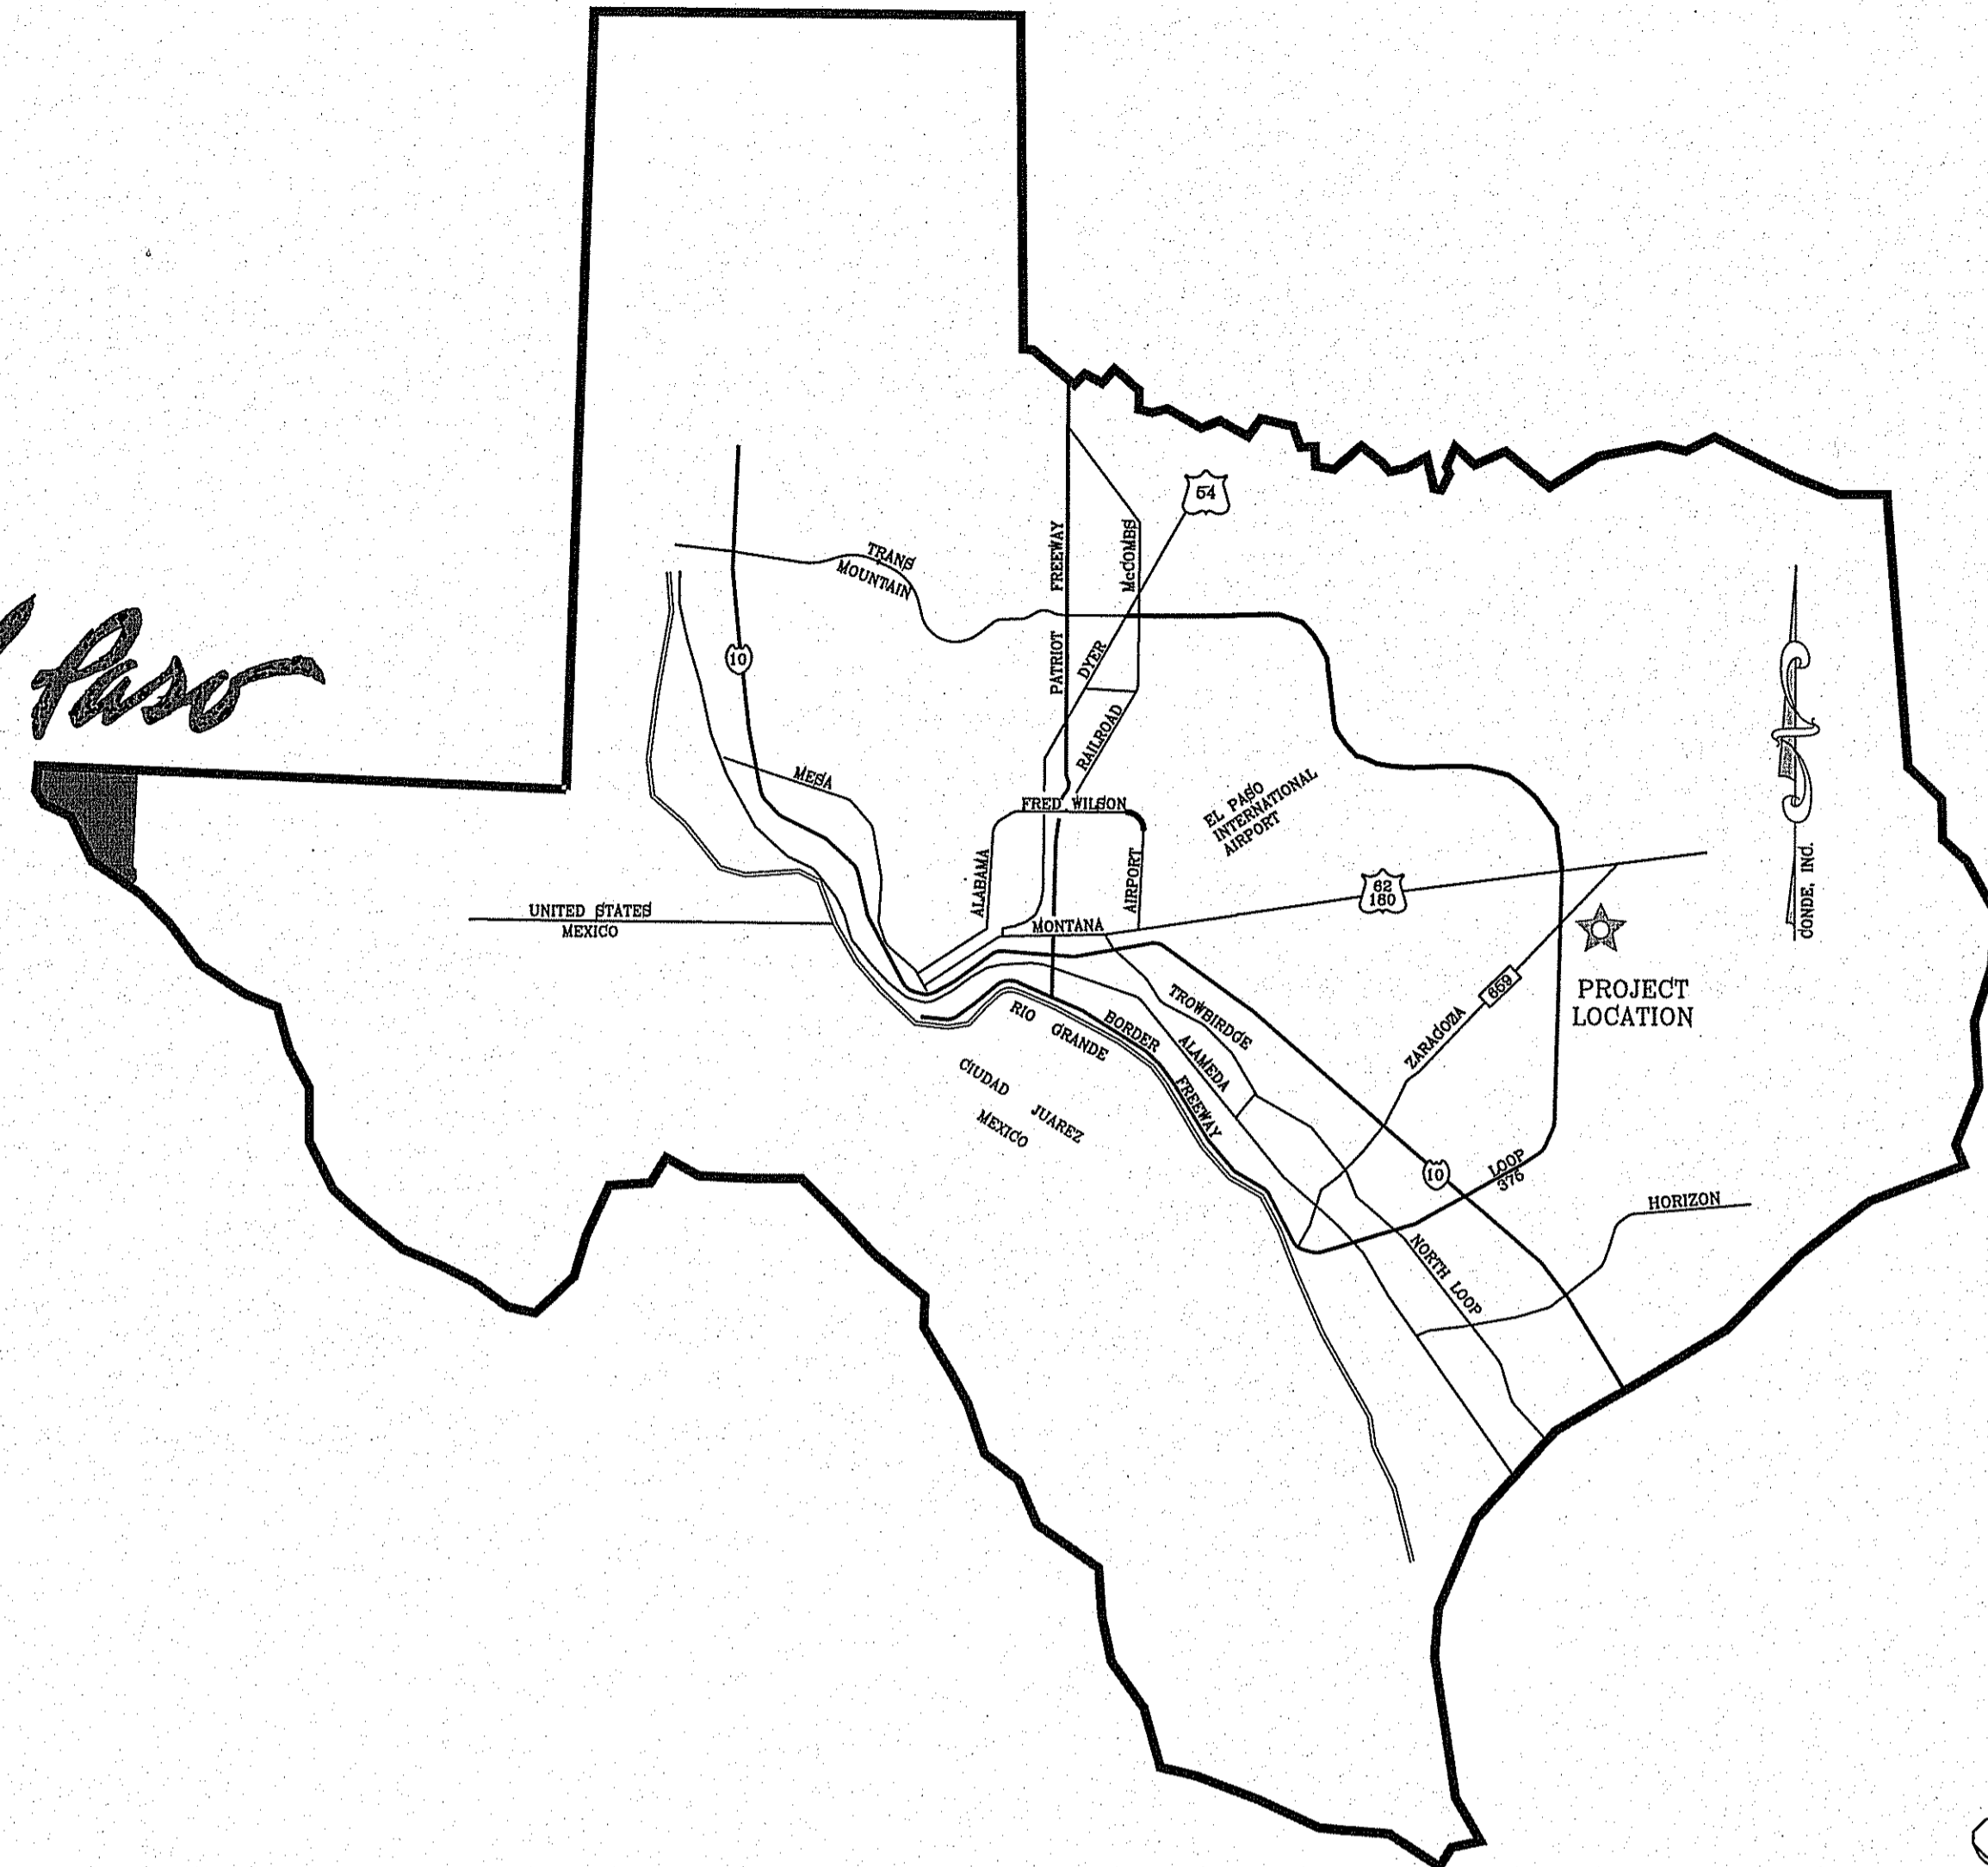 Paso
54
FREEWAY
McCOMBS
TRANS
MOUNTAIN
PATRIOT
DYER
10
RAILROAD
MESA
FRED WILSON
EL PASO
INTERNATIONAL
AIRPORT
ALABAMA
AIRPORT
CONDE, INC.
62
180
UNITED STATES
MEXICO
MONTANA
659
PROJECT
LOCATION
TROWBIRDGE
RIO GRANDE
BORDER
FREEWAY
ALAMEDA
ZARAGOZA
CIUDAD JUAREZ
MEXICO
10
LOOP
375
HORIZON
NORTH LOOP